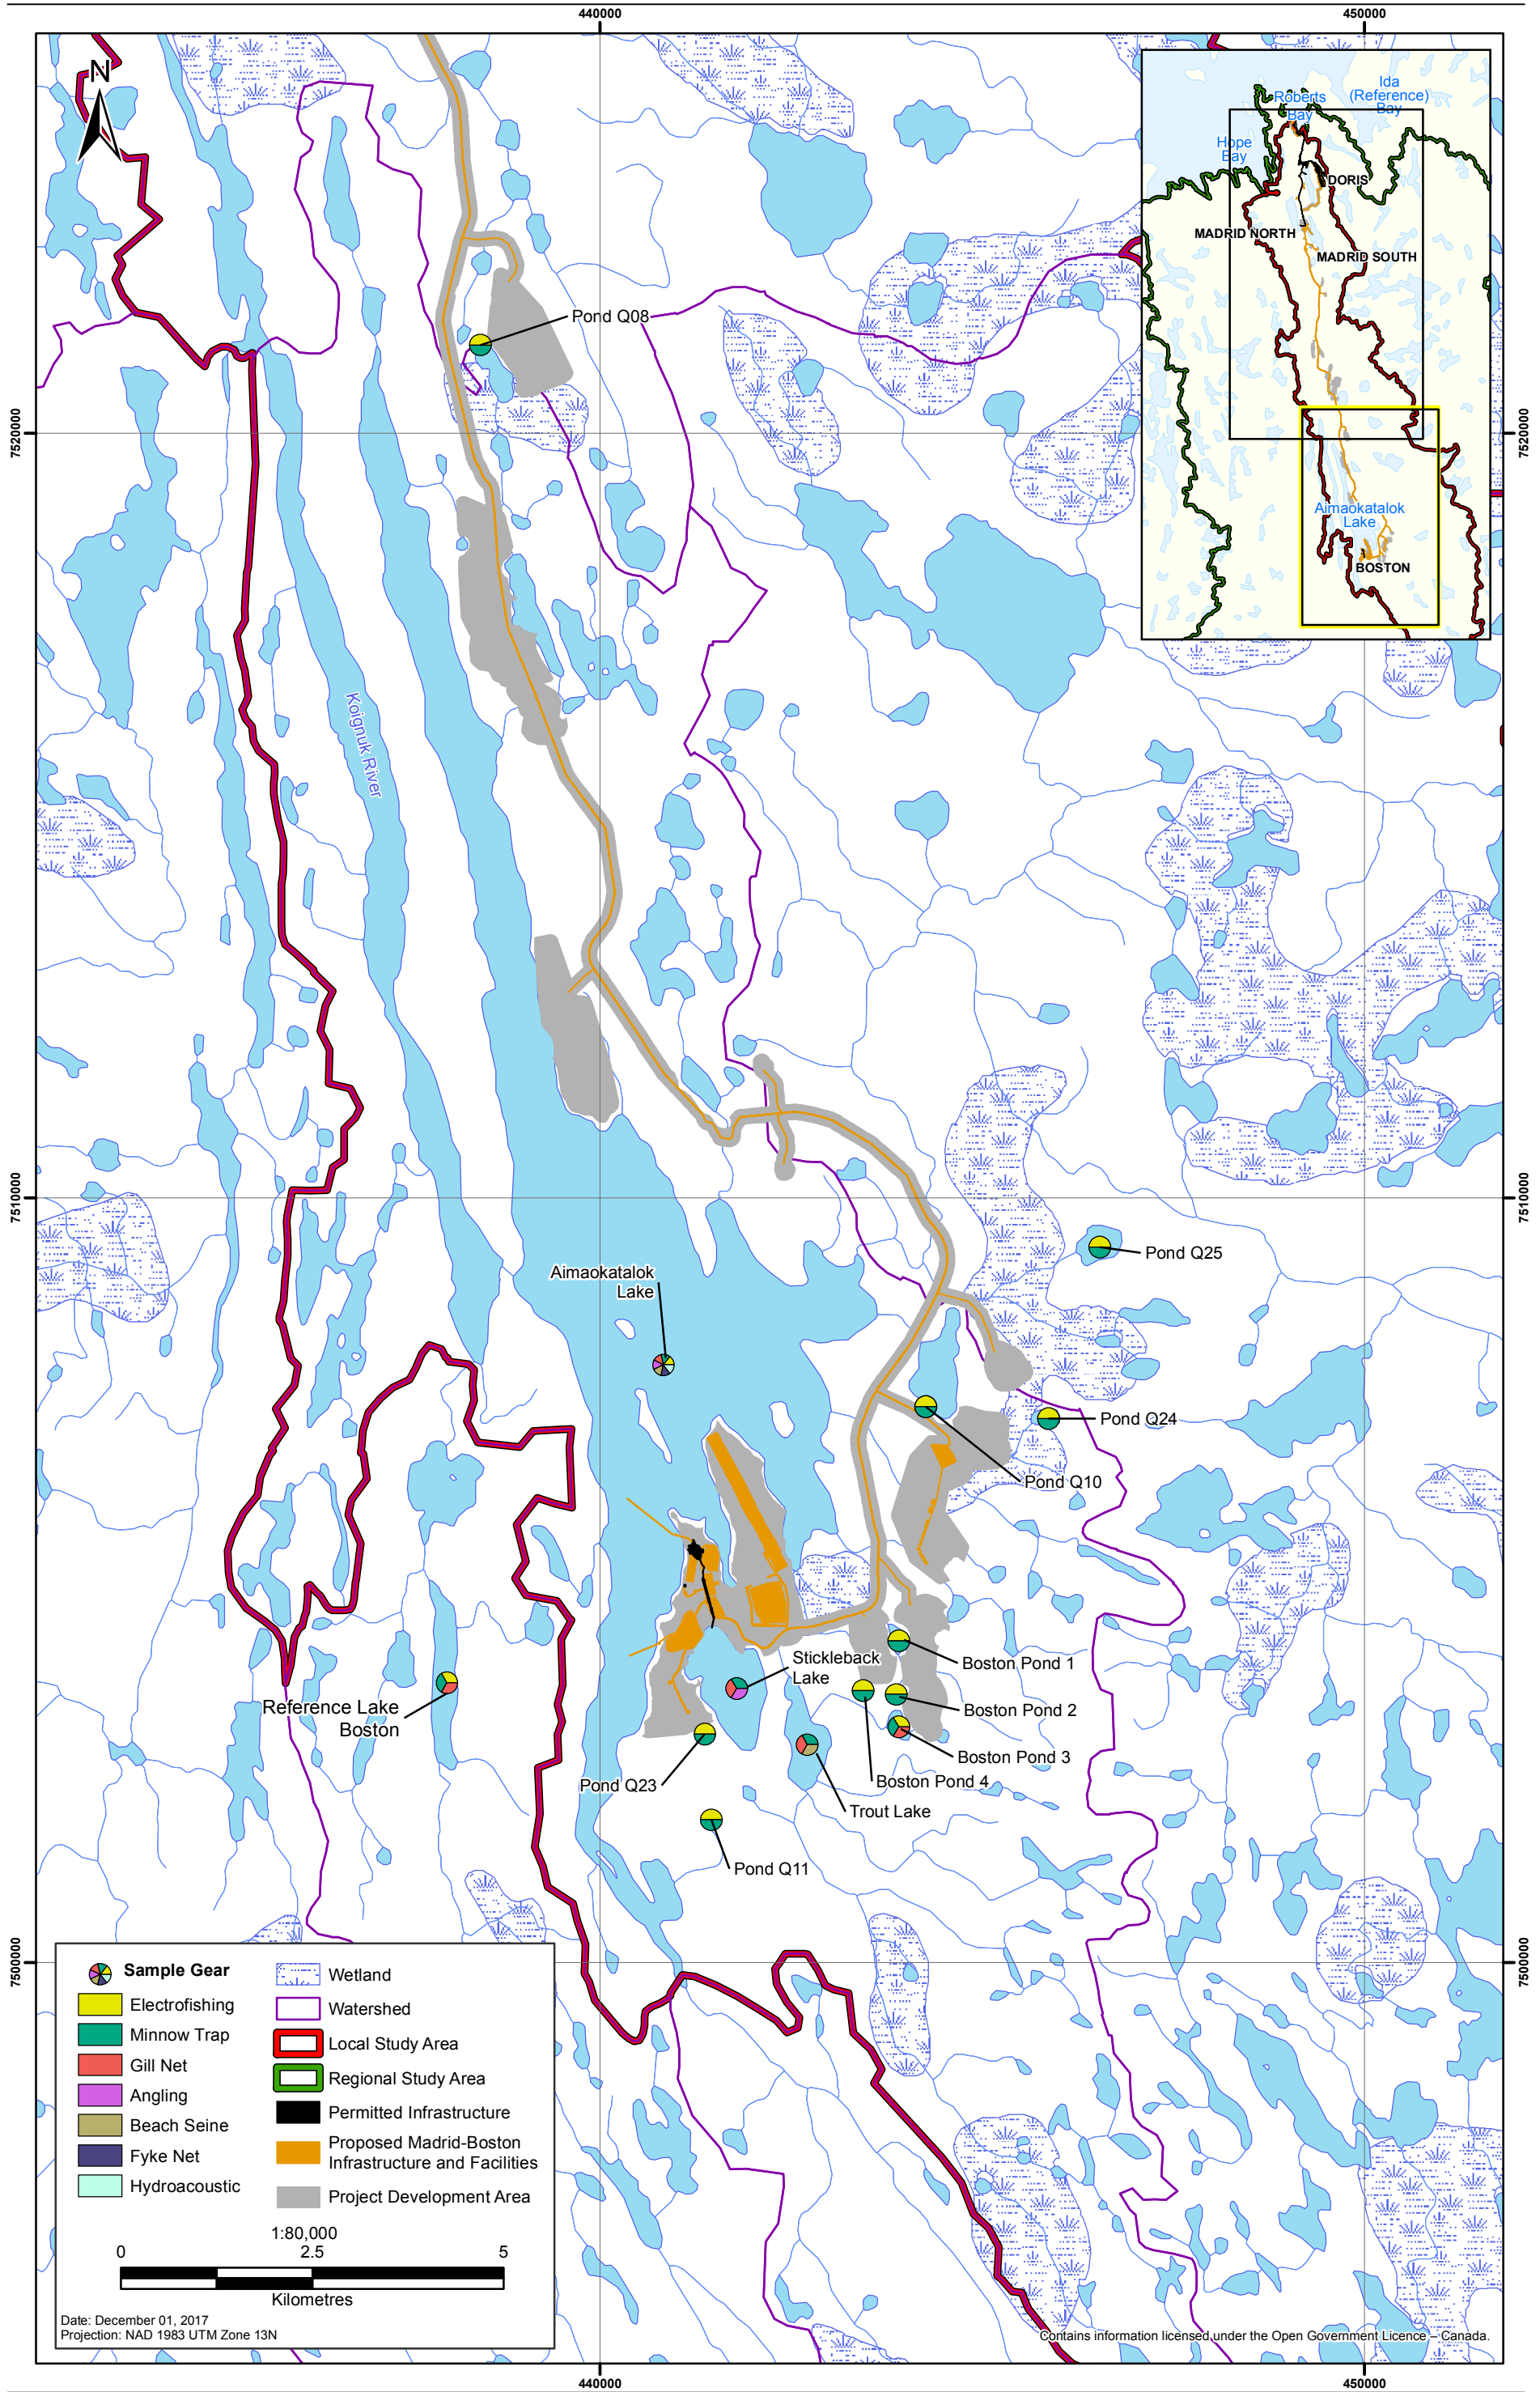 440000
450000
N
Roberts
Bay
Ida
(Reference)
Bay
Hope
Bay
DORIS
MADRID NORTH
MADRID SOUTH
Aimaokatalok
Lake
BOSTON
Pond Q08
7520000
7520000
Koignuk River
7510000
7510000
Pond Q25
Aimaokatalok
Lake
Pond Q24
Pond Q10
Stickleback
Lake
Boston Pond 1
Reference Lake
Boston
Boston Pond 2
Boston Pond 3
Pond Q23
Boston Pond 4
Trout Lake
Pond Q11
7500000
7500000
Sample Gear
Electrofishing
Minnow Trap
Gill Net
Angling
Beach Seine
Fyke Net
Hydroacoustic
Wetland
Watershed
Local Study Area
Regional Study Area
Permitted Infrastructure
Proposed Madrid-Boston
Infrastructure and Facilities
Project Development Area
1:80,000
0 2.5 5
Kilometres
Date: December 01, 2017
Projection: NAD 1983 UTM Zone 13N
Contains information licensed under the Open Government Licence – Canada.
440000
450000